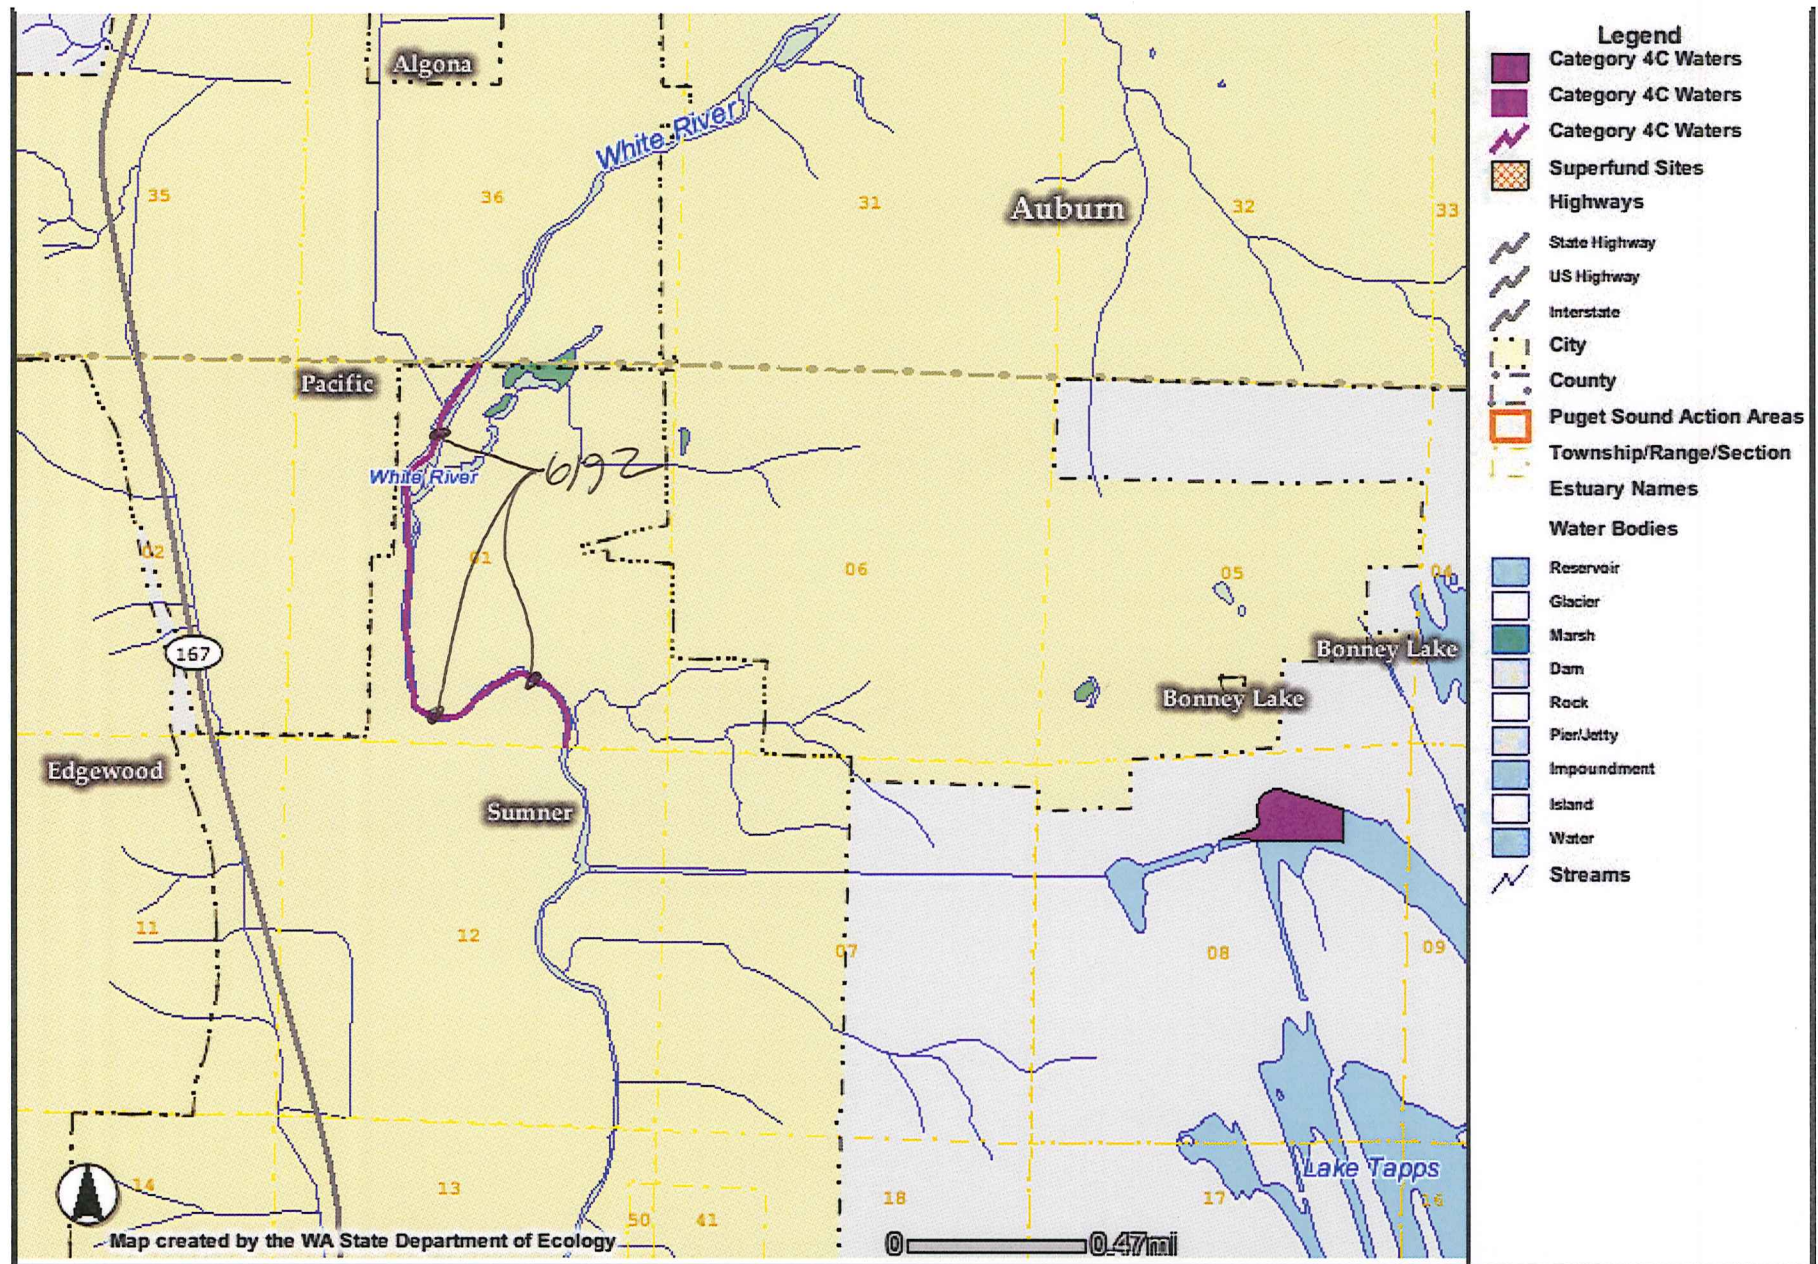 Algona
White River
35
36
31
Auburn
32
33
Pacific
White River
6/92
02
01
06
05
04
167
Bonney Lake
Bonney Lake
Edgewood
Sumner
11
12
07
08
09
Lake Tapps
14
13
50
41
18
17
16
Map created by the WA State Department of Ecology
0
0.47mi
Legend
Category 4C Waters
Category 4C Waters
Category 4C Waters
Superfund Sites
Highways
State Highway
US Highway
Interstate
City
County
Puget Sound Action Areas
Township/Range/Section
Estuary Names
Water Bodies
Reservoir
Glacier
Marsh
Dam
Rock
Pier/Jetty
Impoundment
Island
Water
Streams